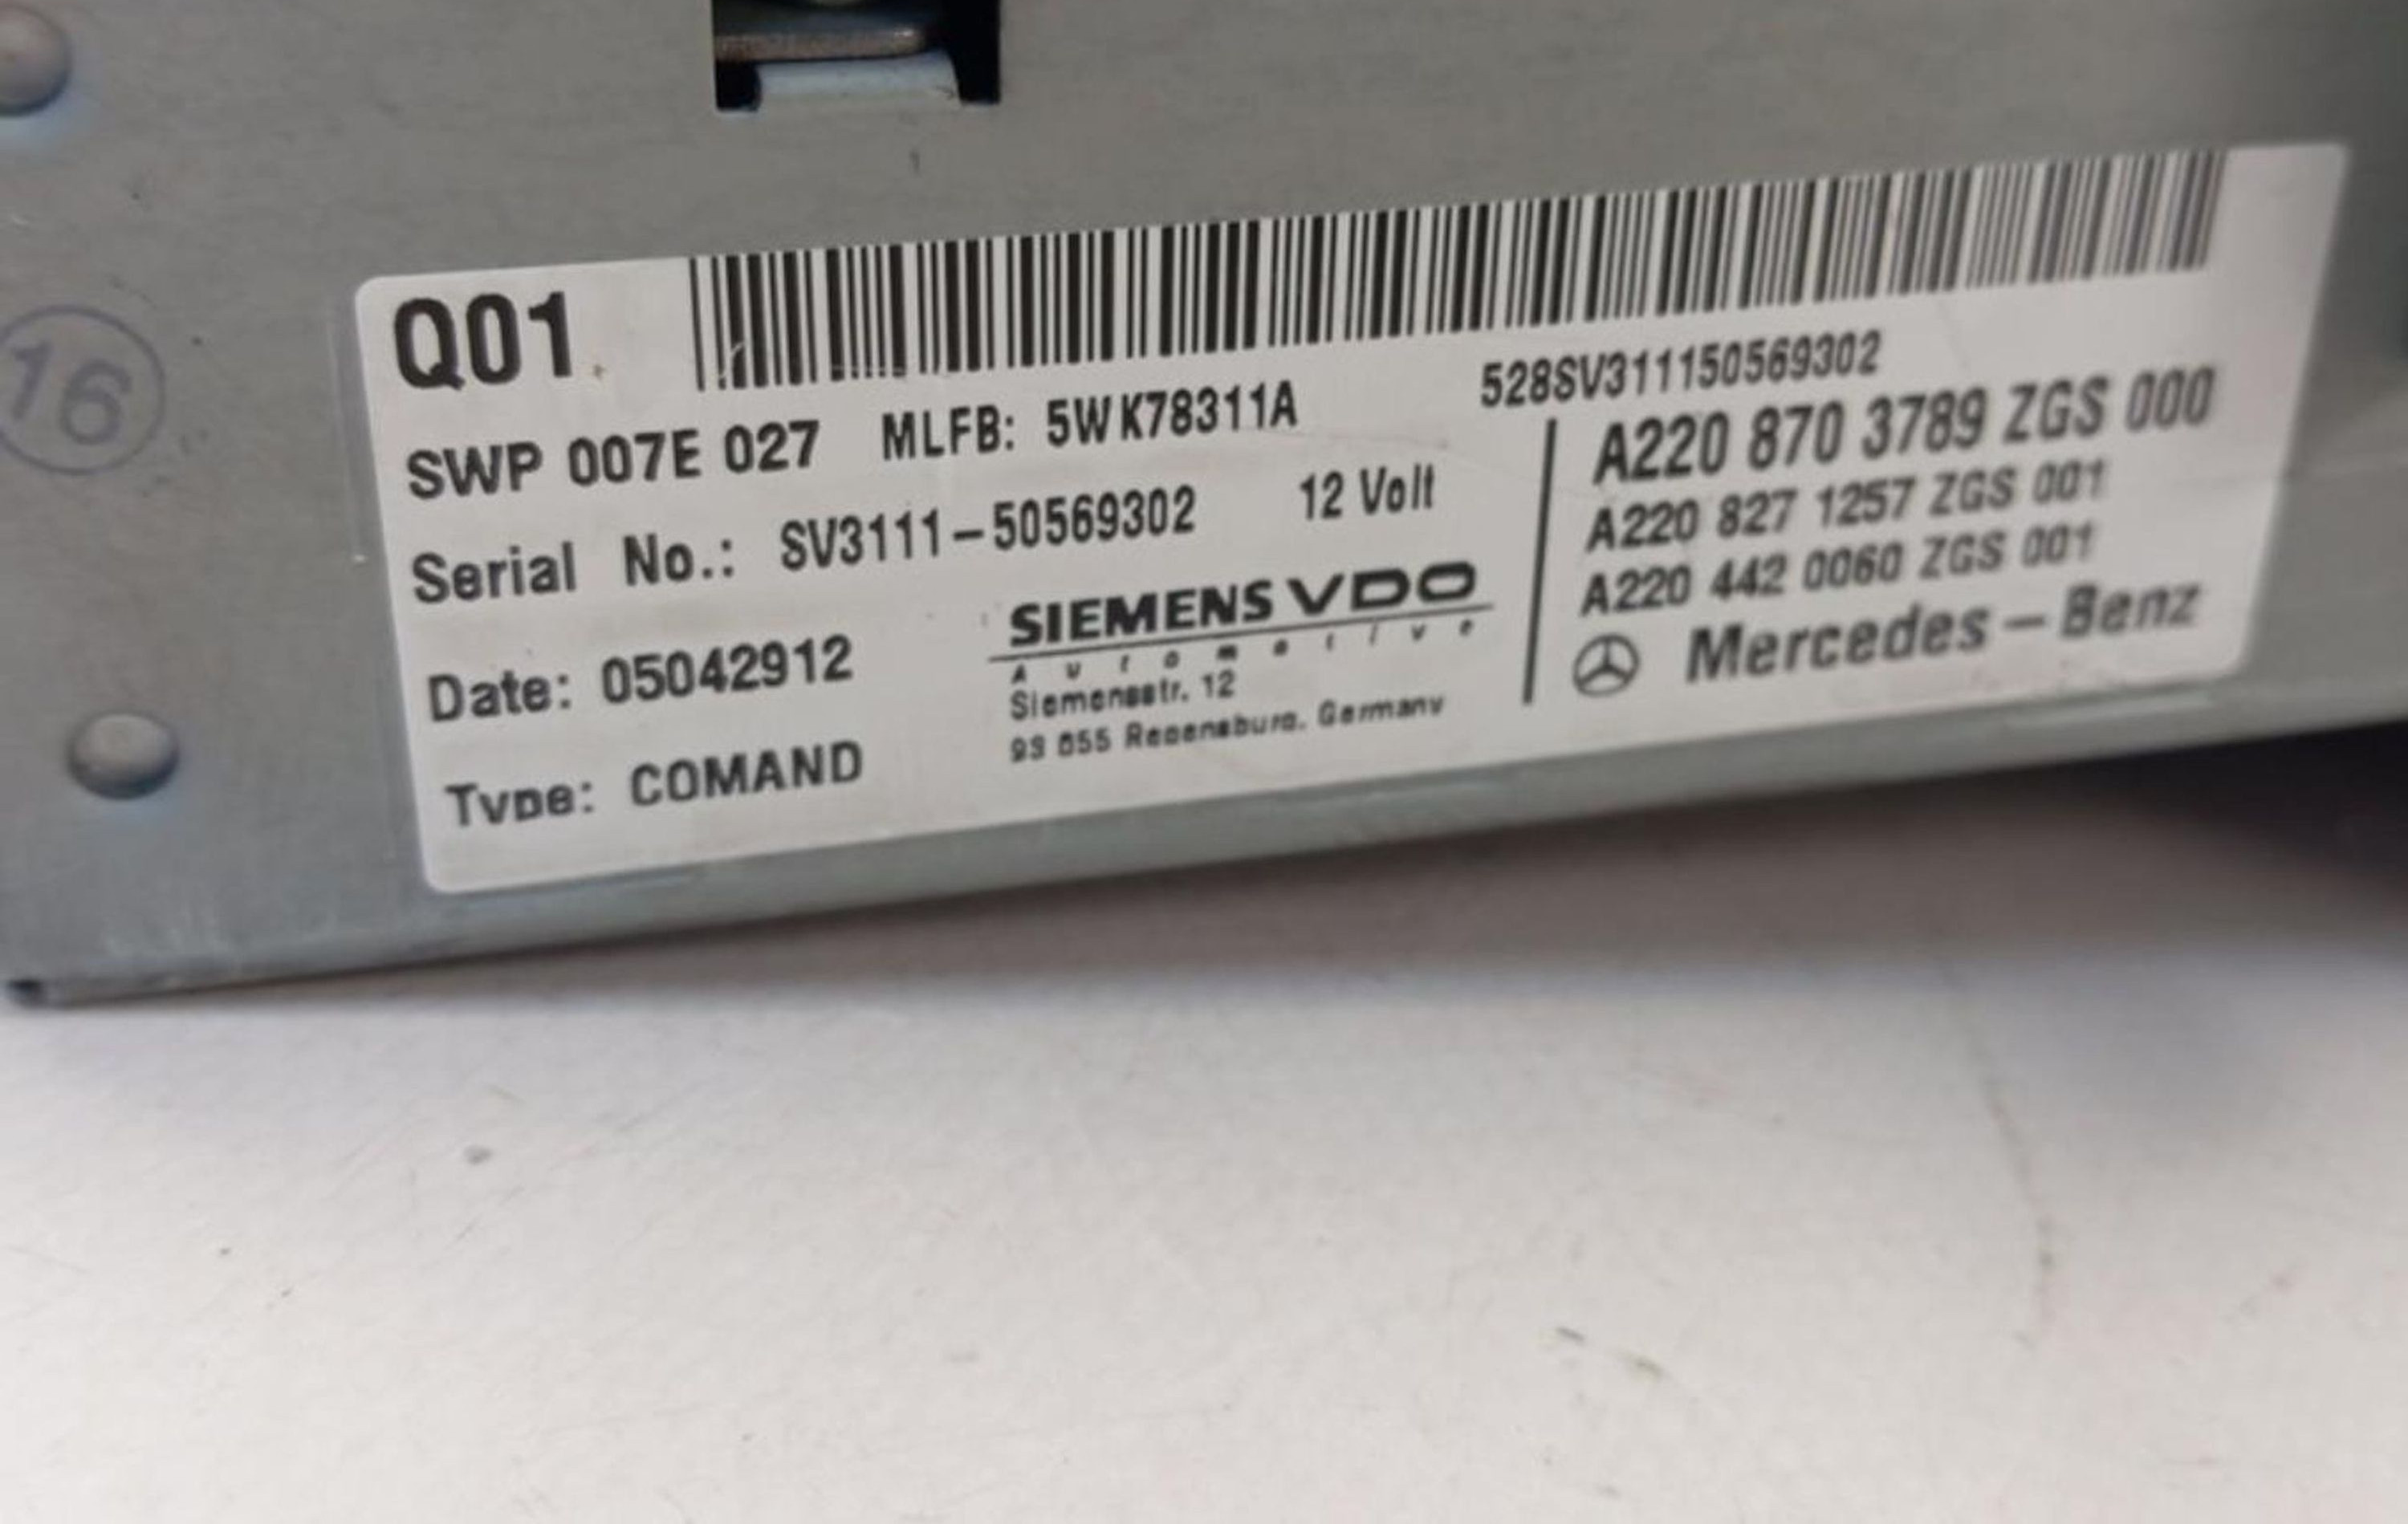 16
Q01
528SV311150569302
SWP 007E 027 MLFB: 5WK78311A
Serial No.: SV3111-50569302 12 Volt
Date: 05042912
Type: COMAND
SIEMENS VDO
Automotive
Siemensstr. 12
93 055 Regensburg, Germany
A220 870 3789 ZGS 000
A220 827 1257 ZGS 001
A220 442 0060 ZGS 001
Mercedes-Benz